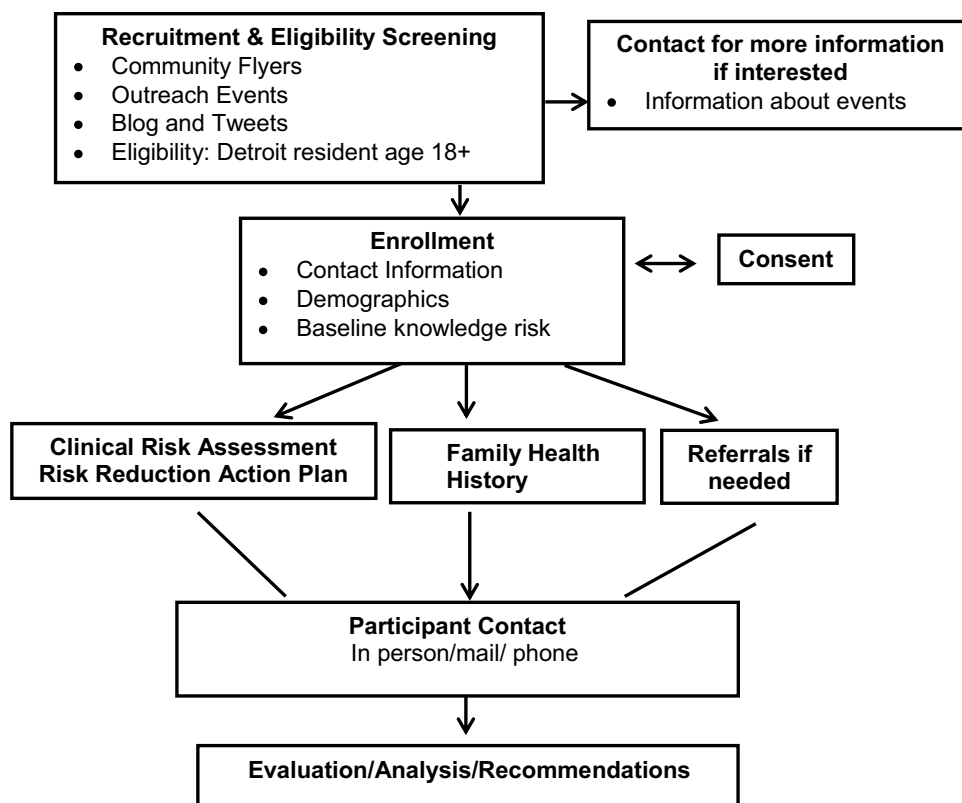 Recruitment & Eligibility Screening
• Community Flyers
• Outreach Events
• Blog and Tweets
• Eligibility: Detroit resident age 18+
Contact for more information
if interested
• Information about events
Enrollment
• Contact Information
• Demographics
• Baseline knowledge risk
Consent
Clinical Risk Assessment
Risk Reduction Action Plan
Family Health
History
Referrals if
needed
Participant Contact
In person/mail/ phone
Evaluation/Analysis/Recommendations